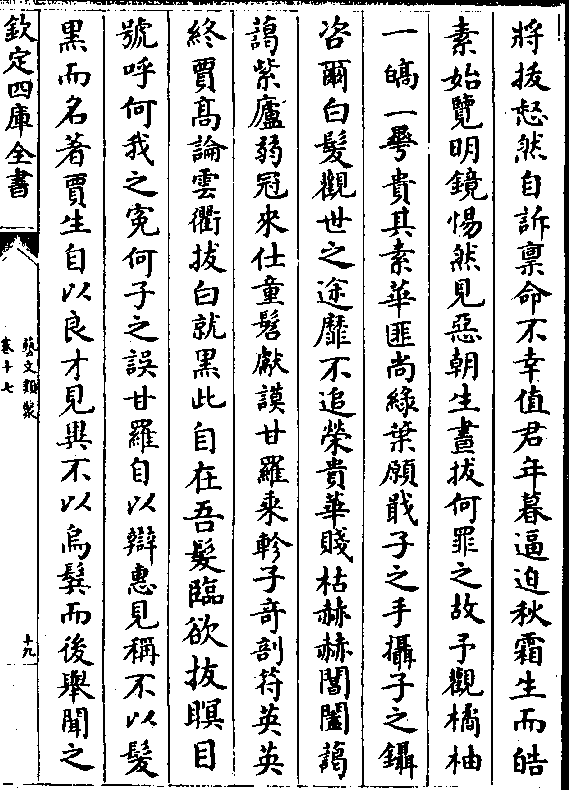 將拔惄然自訴禀命不幸值君年暮逼迫秋霜生而皓
素始覽明鏡惕然見惡朝生晝拔何罪之故予觀橘柚
一皜一曅貴其素華匪尚綠葉願戢子之手攝子之鑷
咨爾白髮觀世之途靡不追榮貴華賤枯赫赫閶闔藹
藹紫廬弱冠來仕童髫獻謨甘羅乘軫子奇剖符英英
終賈髙論雲衢拔白就黒此自在吾髮臨欲拔瞑目
號呼何我之寃何子之誤甘羅自以辯惠見稱不以髮
黒而名著賈生自以良才見異不以烏鬢而後舉聞之
欽定四庫全書
藝文類聚
卷十七
十九